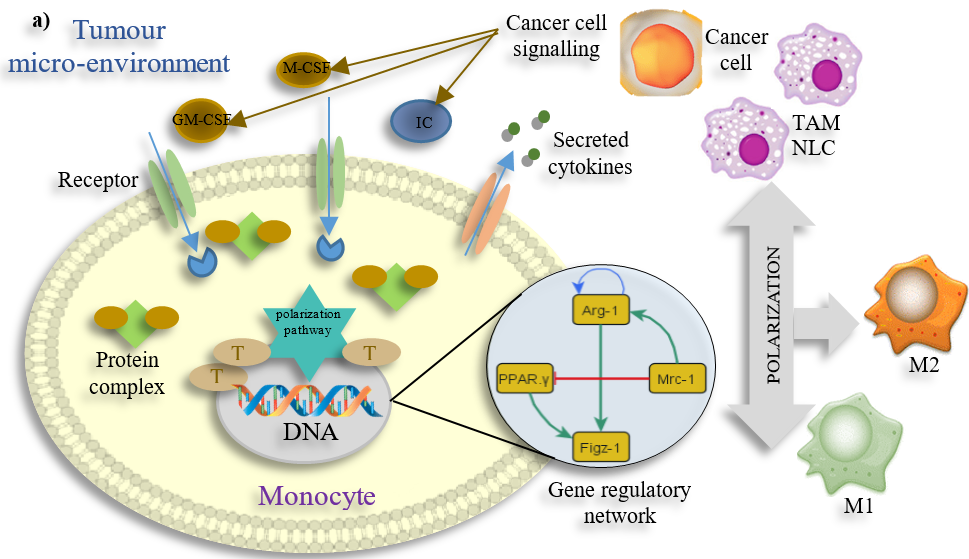 a)
Tumour
micro-environment
Cancer cell
signalling
Cancer
cell
M-CSF
GM-CSF
IC
TAM
NLC
Secreted
cytokines
Receptor
POLARIZATION
polarization
pathway
Arg-1
T
T
T
Protein
complex
PPAR.γ
Mrc-1
M2
DNA
Figz-1
Monocyte
Gene regulatory
network
M1